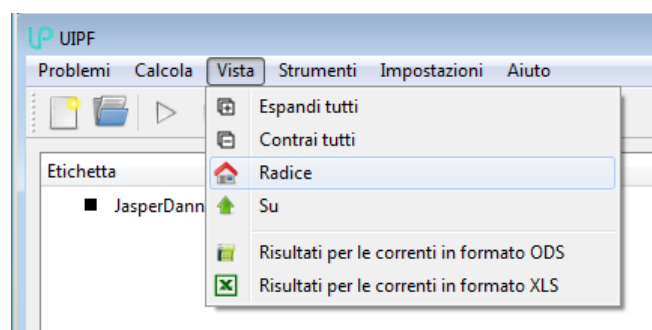 UIPF
Problemi Calcola Vista Strumenti Impostazioni Aiuto
Espandi tutti
Contrai tutti
Etichetta
Radice
JasperDann
Su
Risultati per le correnti in formato ODS
Risultati per le correnti in formato XLS